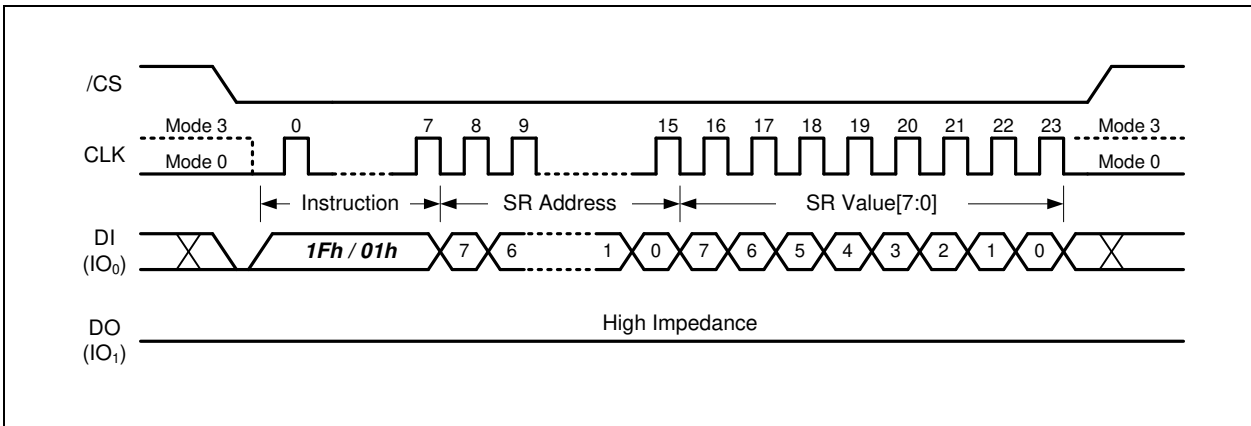 /CS
Mode 3 0 7 8 9 15 16 17 18 19 20 21 22 23 Mode 3
CLK
Mode 0 Mode 0
Instruction SR Address SR Value[7:0]
DI
(IO₀)
1Fh / 01h 7 6 1 0 7 6 5 4 3 2 1 0
High Impedance
DO
(IO₁)